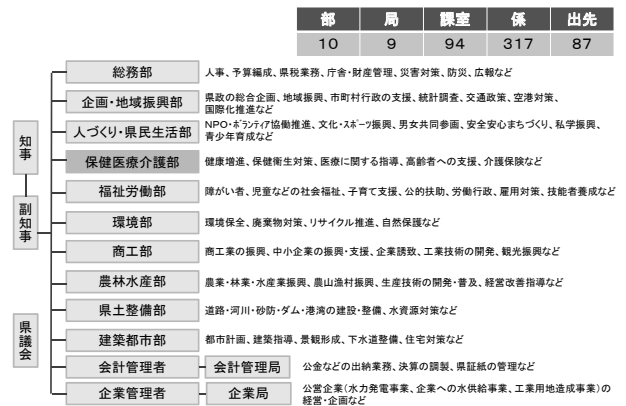 部 局 課室 係 出先
10 9 94 317 87
知事
副知事
県議会
総務部 人事、予算編成、県税業務、庁舎・財産管理、災害対策、防災、広報など
企画・地域振興部 県政の総合企画、地域振興、市町村行政の支援、統計調査、交通政策、空港対策、
国際化推進など
人づくり・県民生活部 NPO・ボランティア協働推進、文化・スポーツ振興、男女共同参画、安全安心まちづくり、私学振興、
青少年育成など
保健医療介護部 健康増進、保健衛生対策、医療に関する指導、高齢者への支援、介護保険など
福祉労働部 障がい者、児童などの社会福祉、子育て支援、公的扶助、労働行政、雇用対策、技能者養成など
環境部 環境保全、廃棄物対策、リサイクル推進、自然保護など
商工部 商工業の振興、中小企業の振興・支援、企業誘致、工業技術の開発、観光振興など
農林水産部 農業・林業・水産業振興、農山漁村振興、生産技術の開発・普及、経営改善指導など
県土整備部 道路・河川・砂防・ダム・港湾の建設・整備、水資源対策など
建築都市部 都市計画、建築指導、景観形成、下水道整備、住宅対策など
会計管理者 会計管理局 公金などの出納業務、決算の調製、県証紙の管理など
企業管理者 企業局 公営企業(水力発電事業、企業への水供給事業、工業用地造成事業)の
経営・企画など